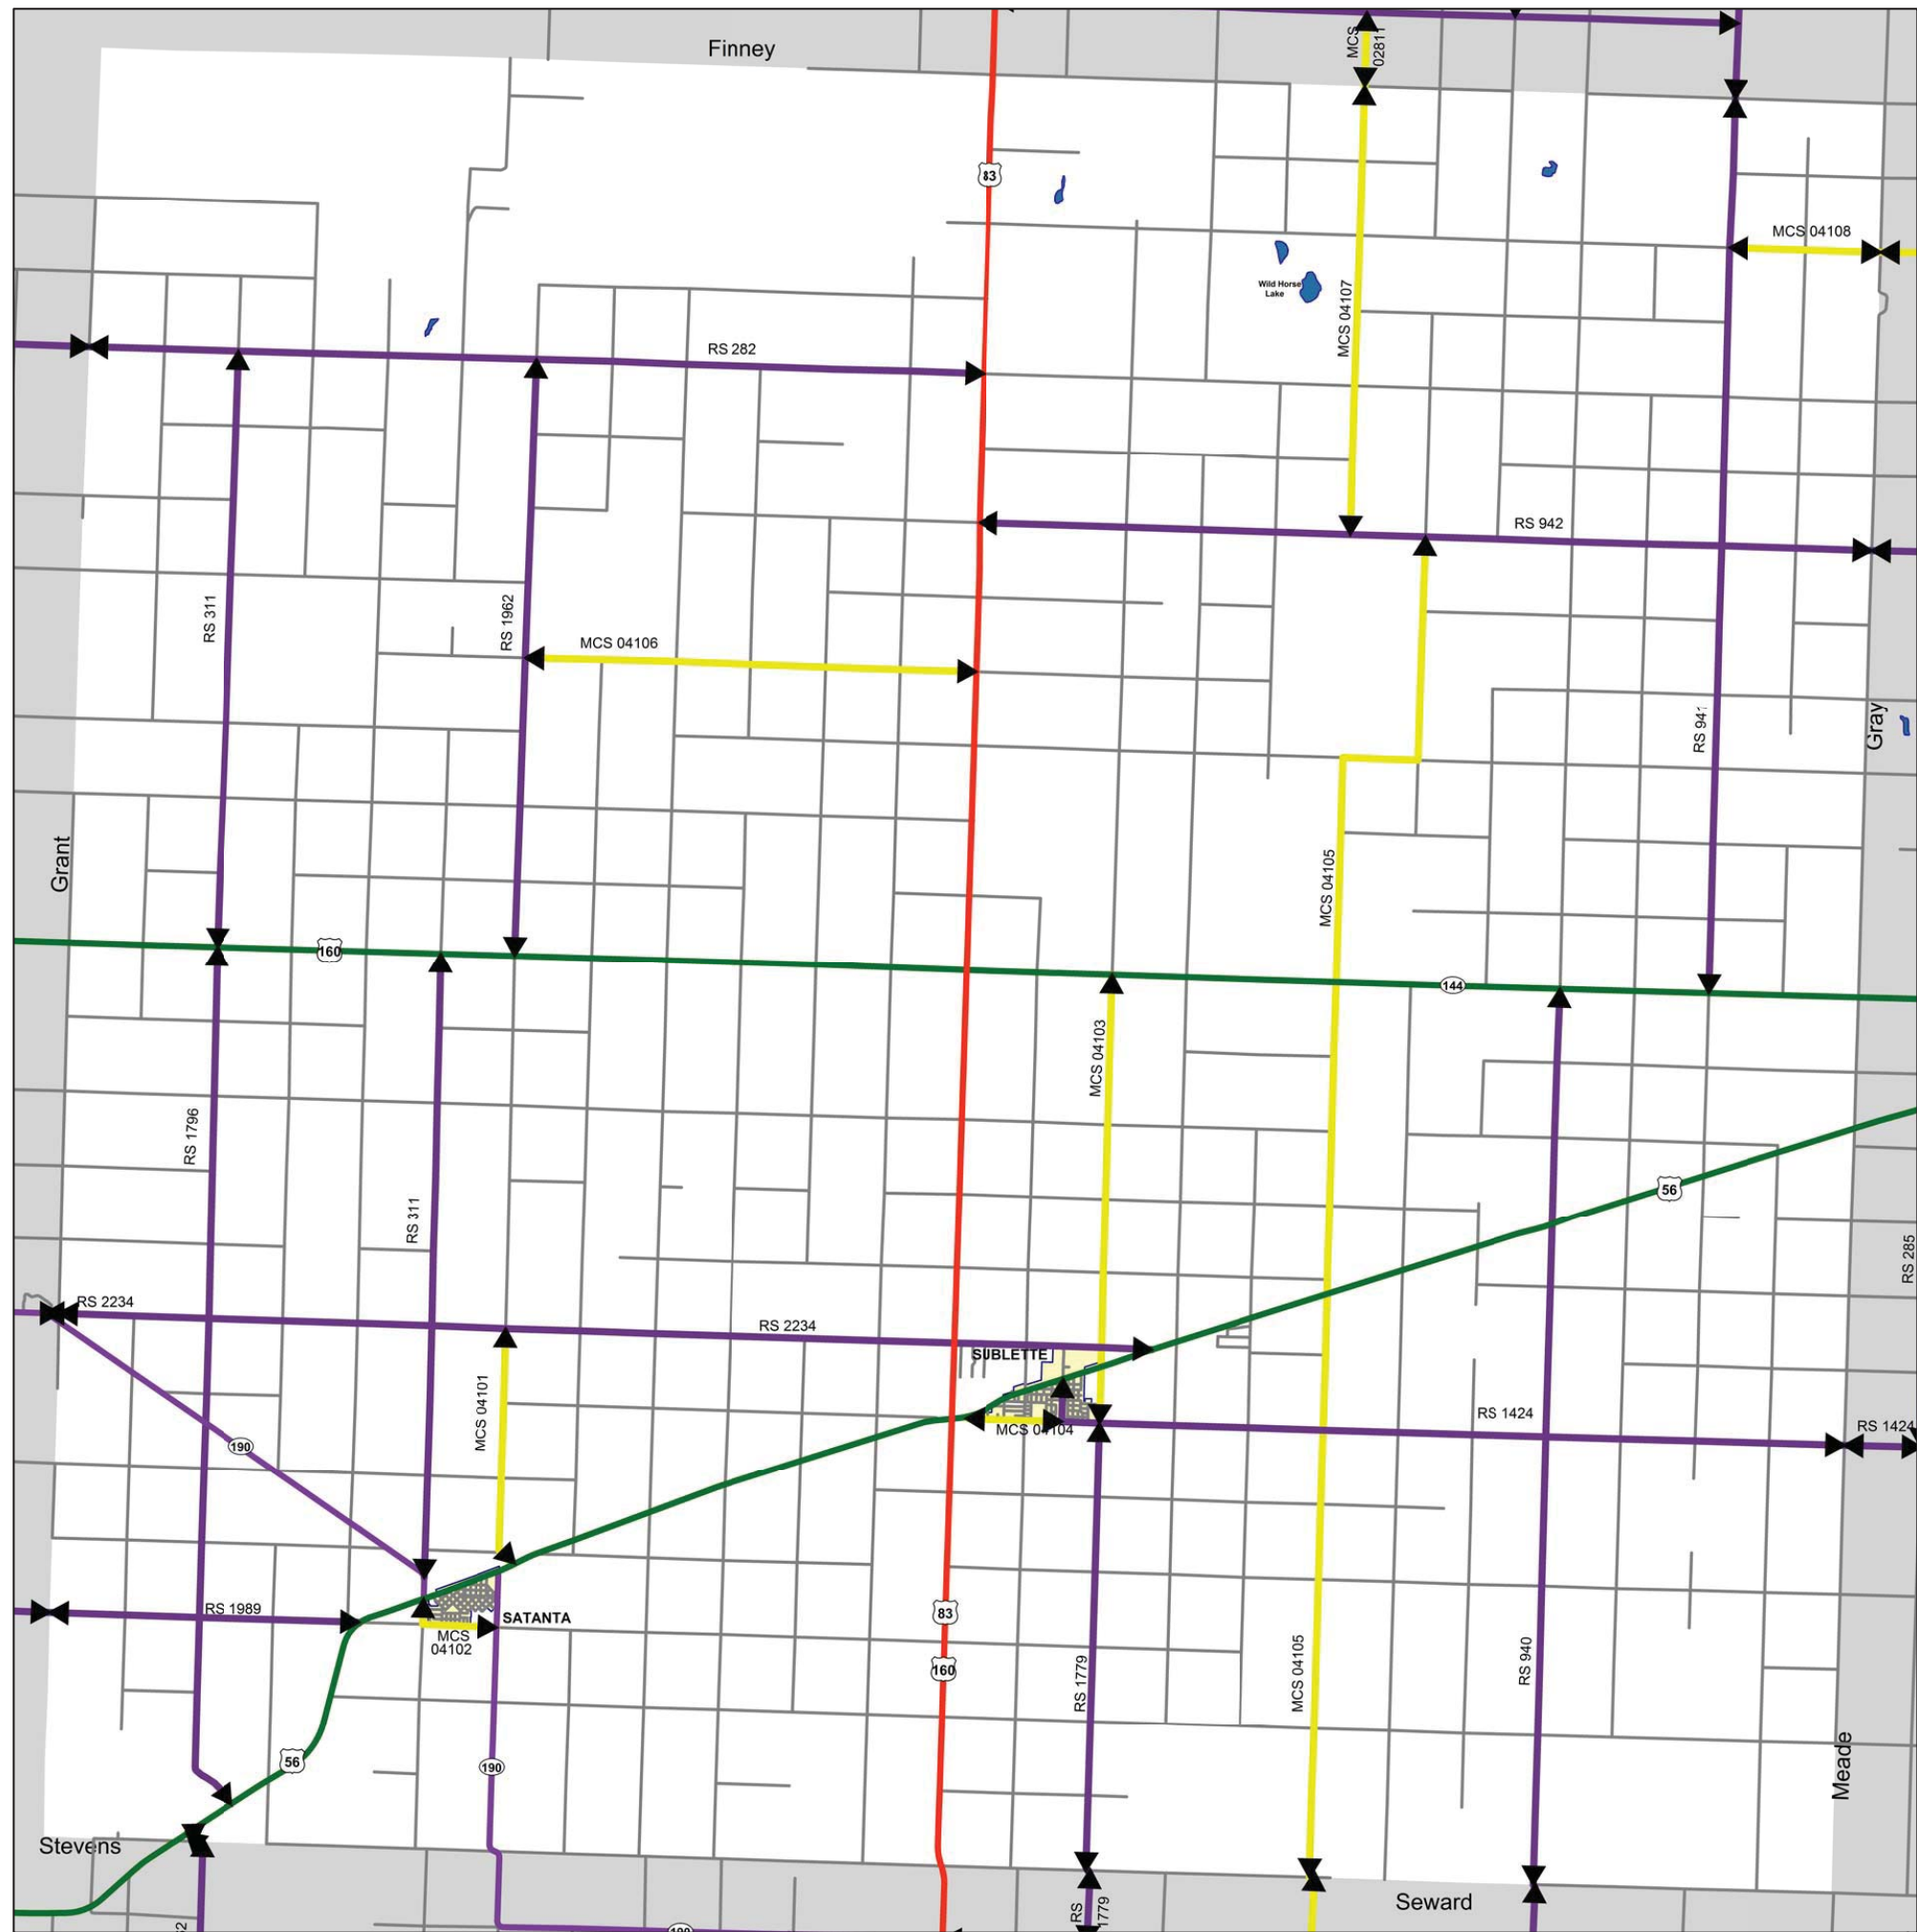 Finney
MCS
02811
83
MCS 04108
Wild Horse
Lake
MCS 04107
RS 282
RS 942
RS 311
RS 1962
MCS 04106
RS 941
Gray
Grant
MCS 04105
160
144
MCS 04103
RS 1796
RS 311
56
RS 285
RS 2234
RS 2234
SUBLETTE
MCS 04101
RS 1424
RS 1424
MCS 04104
190
RS 1989
SATANTA
MCS
04102
83
160
RS 1779
MCS 04105
RS 940
56
190
Meade
Stevens
Seward
RS
1779
190